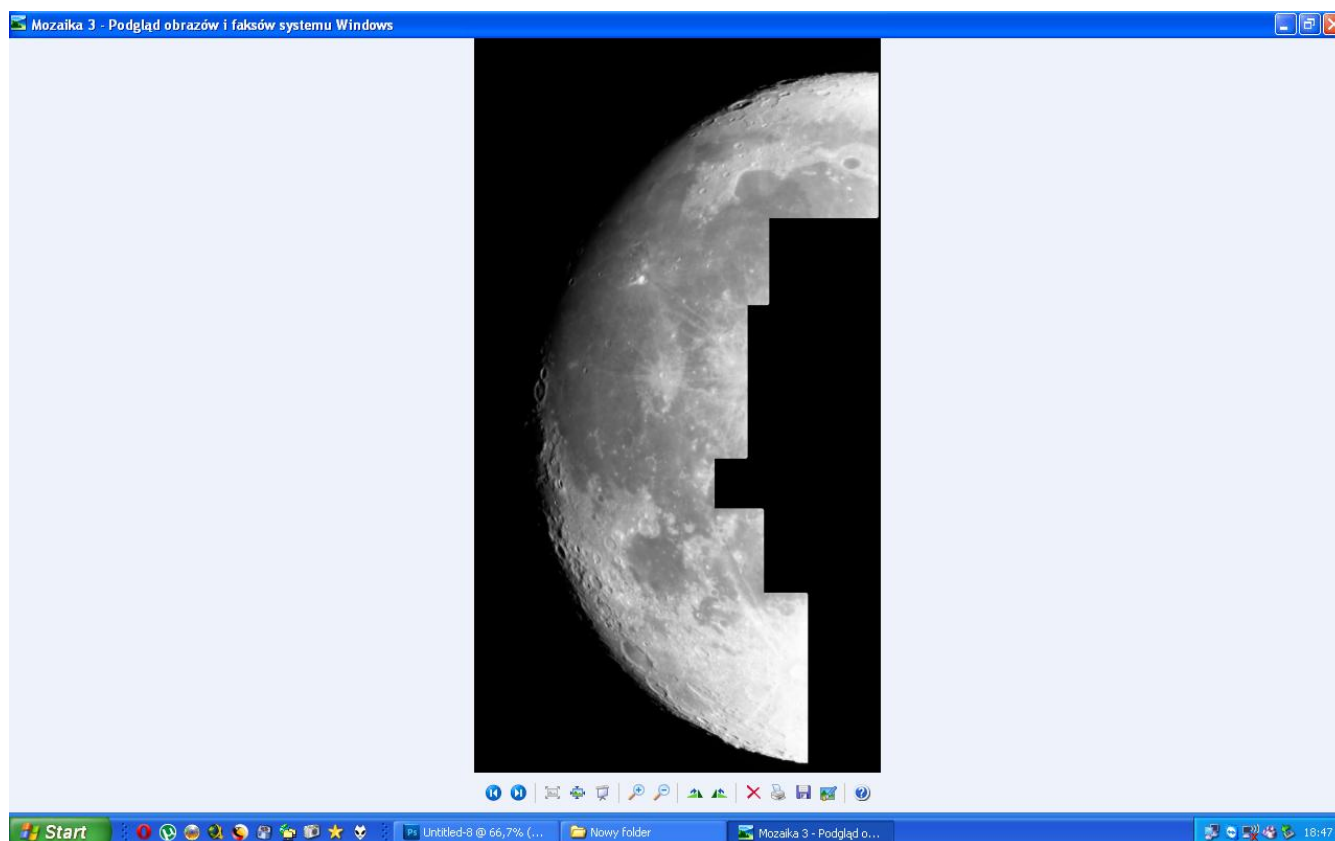 Mozaika 3 - Podgląd obrazów i faksów systemu Windows
Start
Ps
Untitled-8 @ 66,7% (...
Nowy folder
Mozaika 3 - Podgląd o...
18:47